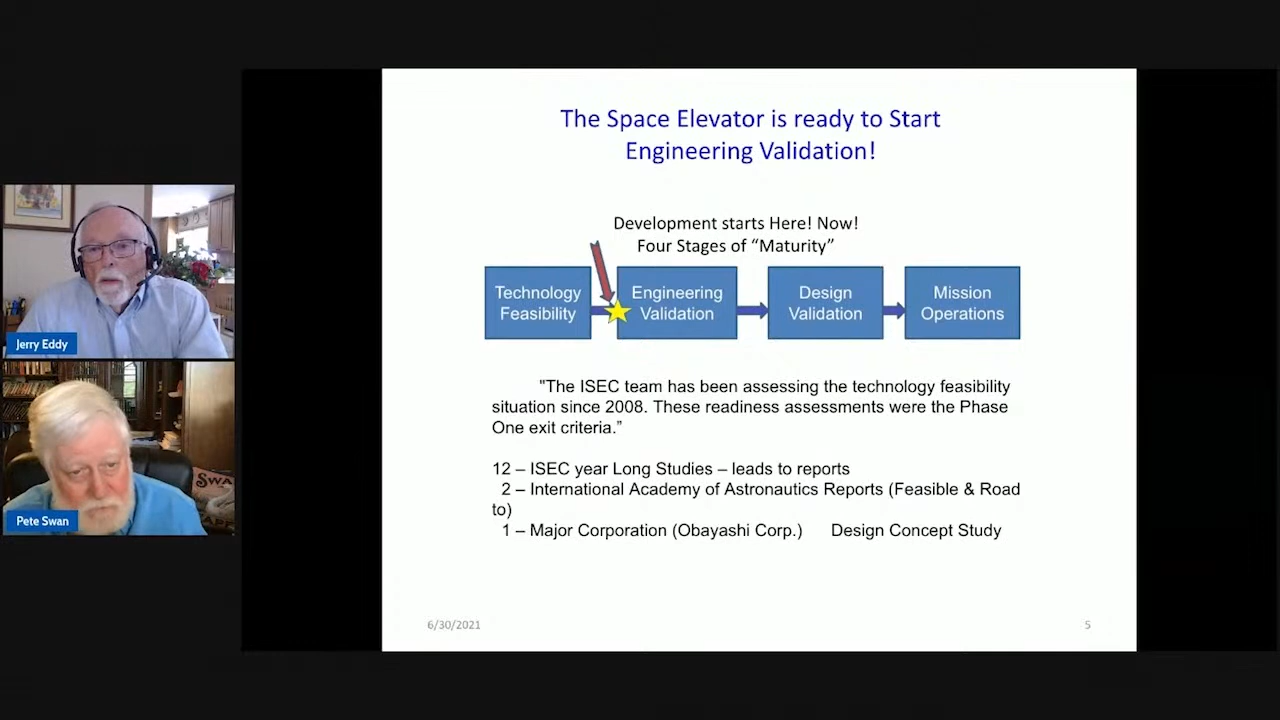 The Space Elevator is ready to Start
Engineering Validation!
Development starts Here! Now!
Four Stages of “Maturity”
Technology
Feasibility
Engineering
Validation
Design
Validation
Mission
Operations
"The ISEC team has been assessing the technology feasibility
situation since 2008. These readiness assessments were the Phase
One exit criteria.”
12 – ISEC year Long Studies – leads to reports
2 – International Academy of Astronautics Reports (Feasible & Road
to)
1 – Major Corporation (Obayashi Corp.) Design Concept Study
6/30/2021
5
Jerry Eddy
Pete Swan